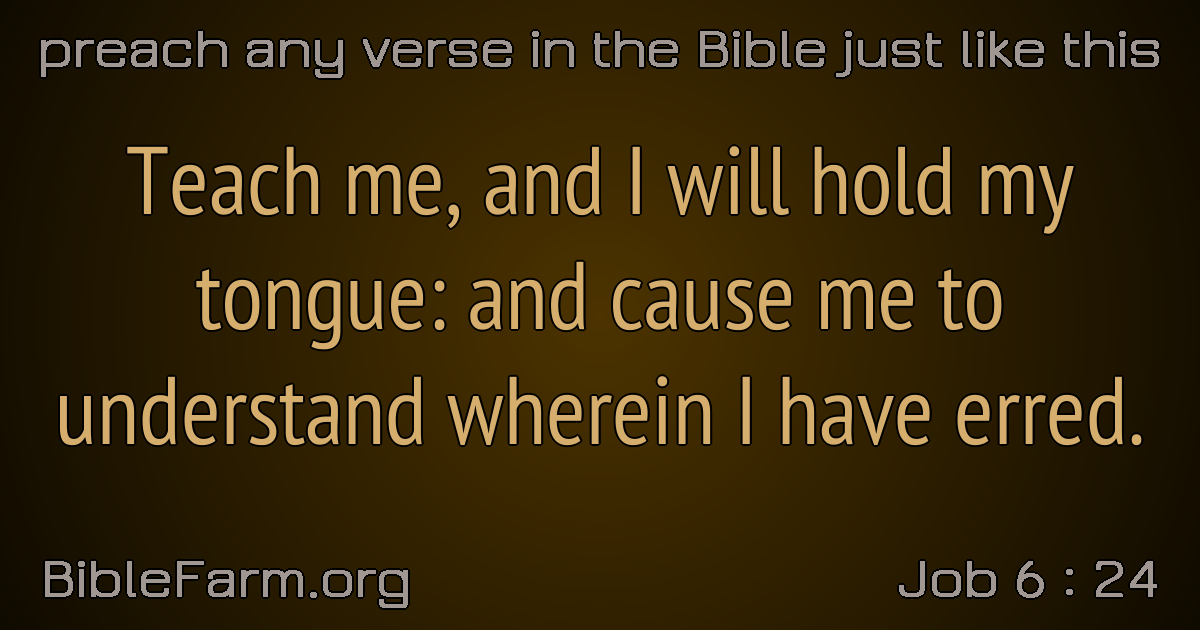 preach any verse in the Bible just like this
Teach me, and I will hold my
tongue: and cause me to
understand wherein I have erred.
BibleFarm.org
Job 6 : 24